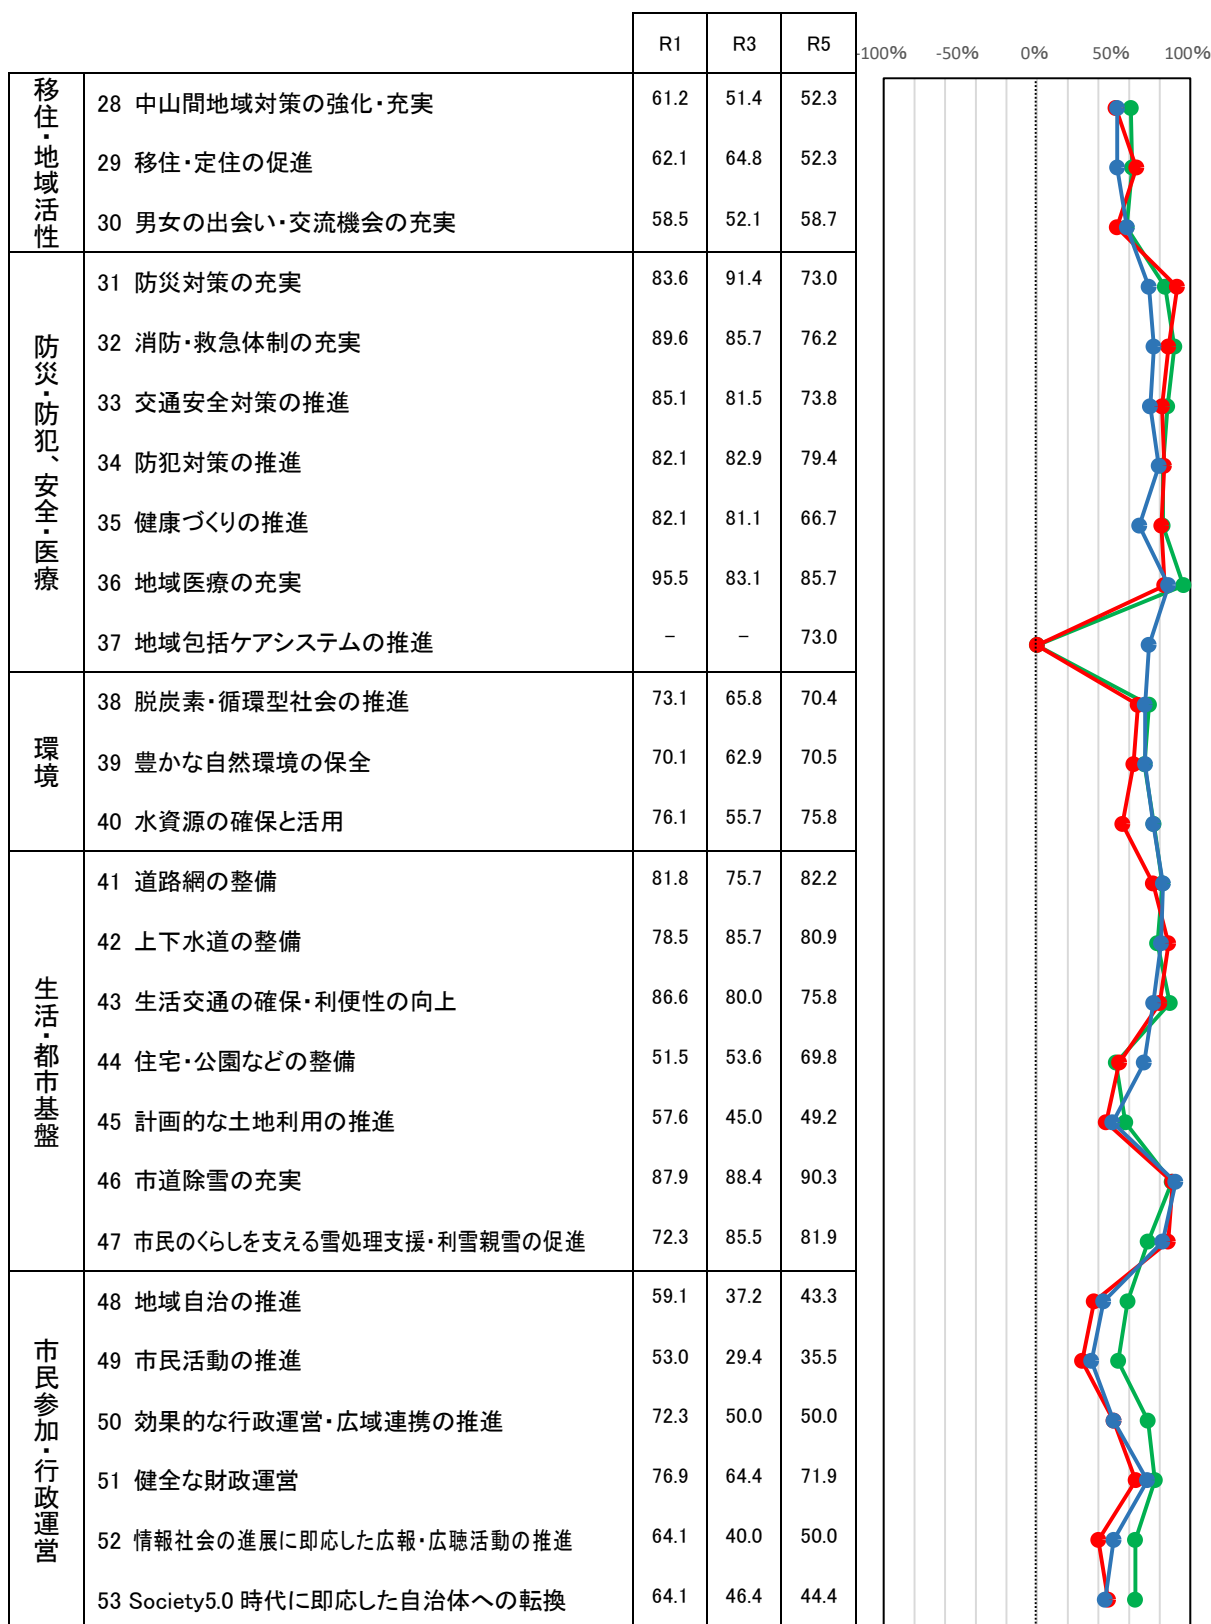 R1 R3 R5 -100% -50% 0% 50% 100%
移住・地域活性
28 中山間地域対策の強化・充実 61.2 51.4 52.3
29 移住・定住の促進 62.1 64.8 52.3
30 男女の出会い・交流機会の充実 58.5 52.1 58.7
防災・防犯、安全・医療
31 防災対策の充実 83.6 91.4 73.0
32 消防・救急体制の充実 89.6 85.7 76.2
33 交通安全対策の推進 85.1 81.5 73.8
34 防犯対策の推進 82.1 82.9 79.4
35 健康づくりの推進 82.1 81.1 66.7
36 地域医療の充実 95.5 83.1 85.7
37 地域包括ケアシステムの推進 － － 73.0
環境
38 脱炭素・循環型社会の推進 73.1 65.8 70.4
39 豊かな自然環境の保全 70.1 62.9 70.5
40 水資源の確保と活用 76.1 55.7 75.8
生活・都市基盤
41 道路網の整備 81.8 75.7 82.2
42 上下水道の整備 78.5 85.7 80.9
43 生活交通の確保・利便性の向上 86.6 80.0 75.8
44 住宅・公園などの整備 51.5 53.6 69.8
45 計画的な土地利用の推進 57.6 45.0 49.2
46 市道除雪の充実 87.9 88.4 90.3
47 市民のくらしを支える雪処理支援・利雪親雪の促進 72.3 85.5 81.9
市民参加・行政運営
48 地域自治の推進 59.1 37.2 43.3
49 市民活動の推進 53.0 29.4 35.5
50 効果的な行政運営・広域連携の推進 72.3 50.0 50.0
51 健全な財政運営 76.9 64.4 71.9
52 情報社会の進展に即応した広報・広聴活動の推進 64.1 40.0 50.0
53 Society5.0 時代に即応した自治体への転換 64.1 46.4 44.4